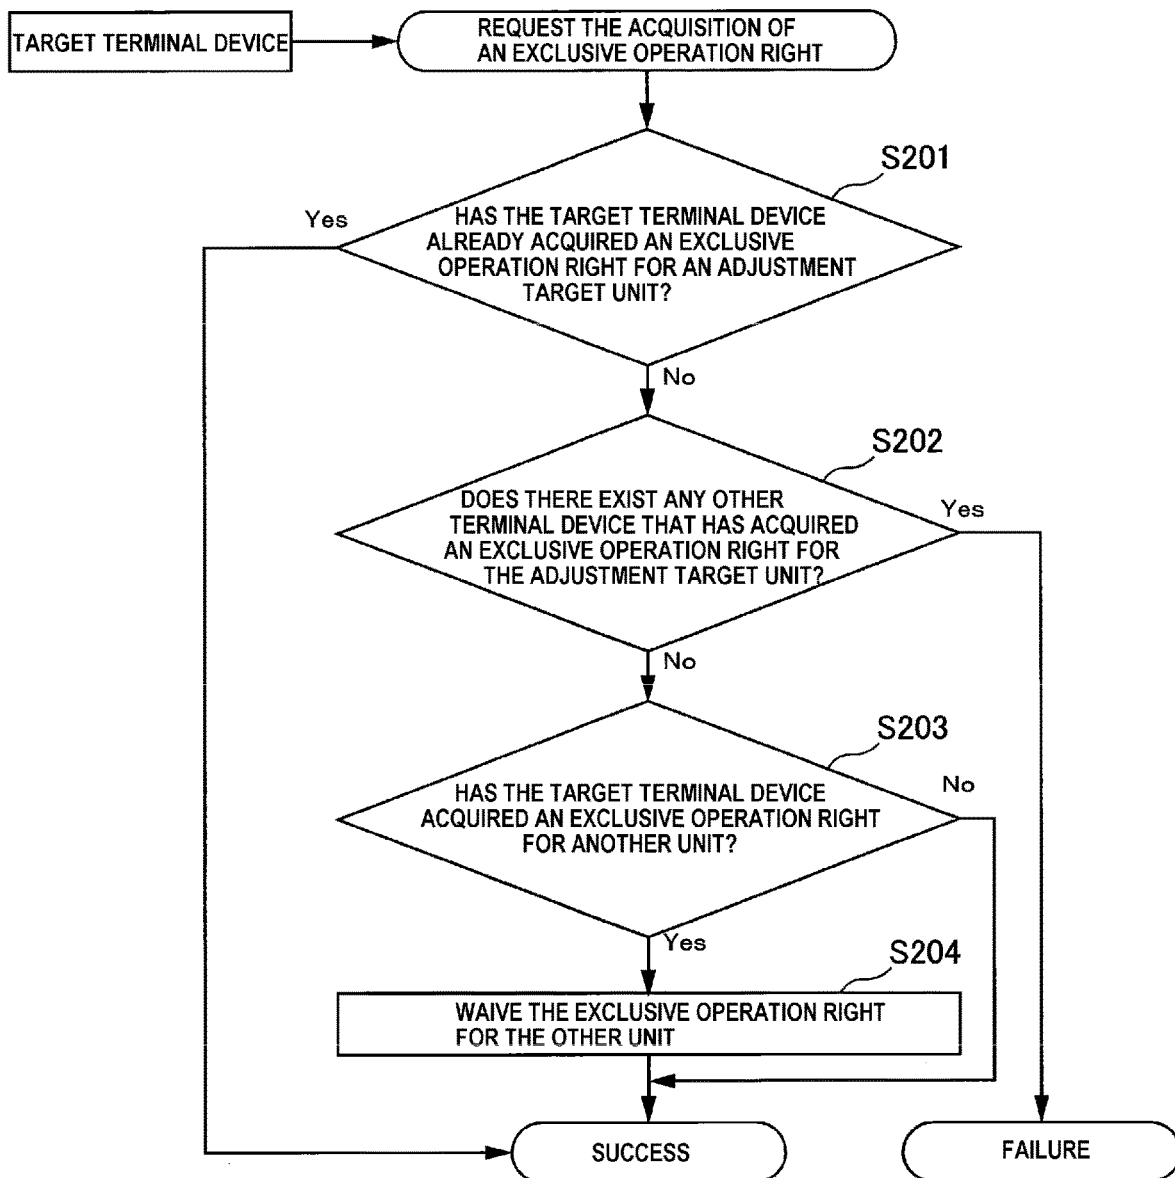 TARGET TERMINAL DEVICE
REQUEST THE ACQUISITION OF
AN EXCLUSIVE OPERATION RIGHT
S201
Yes
HAS THE TARGET TERMINAL DEVICE
ALREADY ACQUIRED AN EXCLUSIVE
OPERATION RIGHT FOR AN ADJUSTMENT
TARGET UNIT?
No
S202
DOES THERE EXIST ANY OTHER
TERMINAL DEVICE THAT HAS ACQUIRED
AN EXCLUSIVE OPERATION RIGHT FOR
THE ADJUSTMENT TARGET UNIT?
Yes
No
S203
HAS THE TARGET TERMINAL DEVICE
ACQUIRED AN EXCLUSIVE OPERATION RIGHT
FOR ANOTHER UNIT?
No
Yes
S204
WAIVE THE EXCLUSIVE OPERATION RIGHT
FOR THE OTHER UNIT
SUCCESS
FAILURE